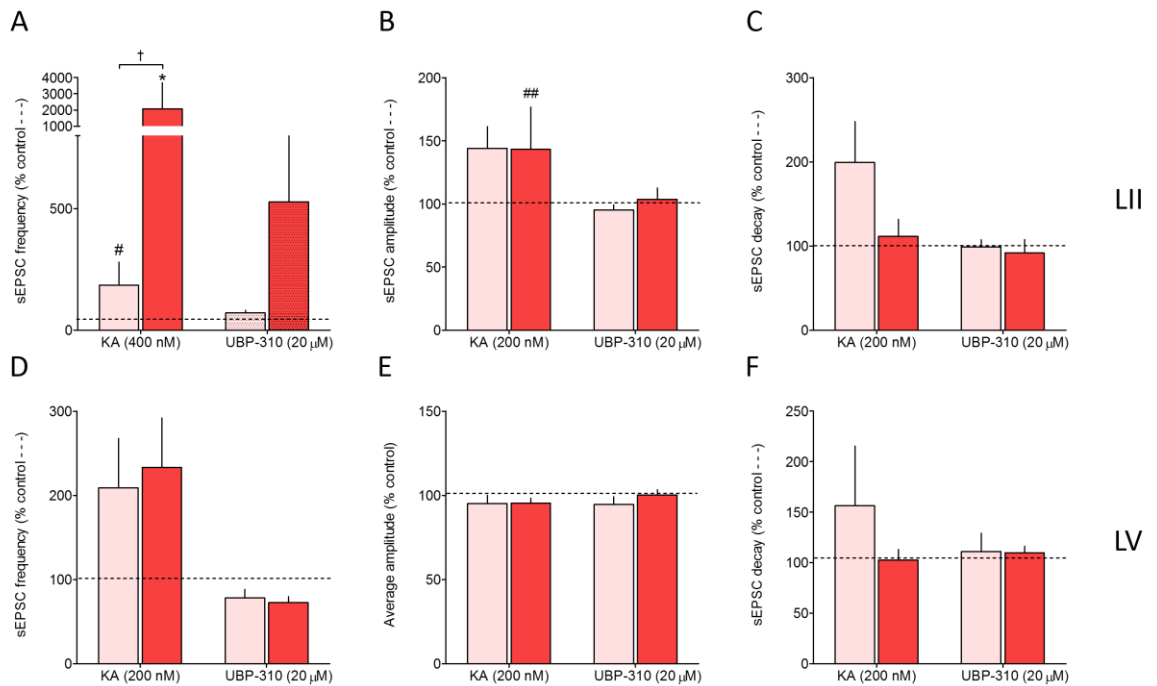 A
B
C
†
*
4000
3000
2000
1000
500
0
sEPSC frequency (% control - - -)
#
KA (400 nM)
UBP-310 (20 μM)
200
150
100
50
0
sEPSC amplitude (% control - - -)
##
KA (200 nM)
UBP-310 (20 μM)
300
200
100
0
sEPSC decay (% control - - -)
KA (200 nM)
UBP-310 (20 μM)
LII
D
E
F
300
200
100
0
sEPSC frequency (% control - - -)
KA (200 nM)
UBP-310 (20 μM)
150
100
50
0
Average amplitude (% control)
KA (200 nM)
UBP-310 (20 μM)
250
200
150
100
50
0
sEPSC decay (% control - - -)
KA (200 nM)
UBP-310 (20 μM)
LV